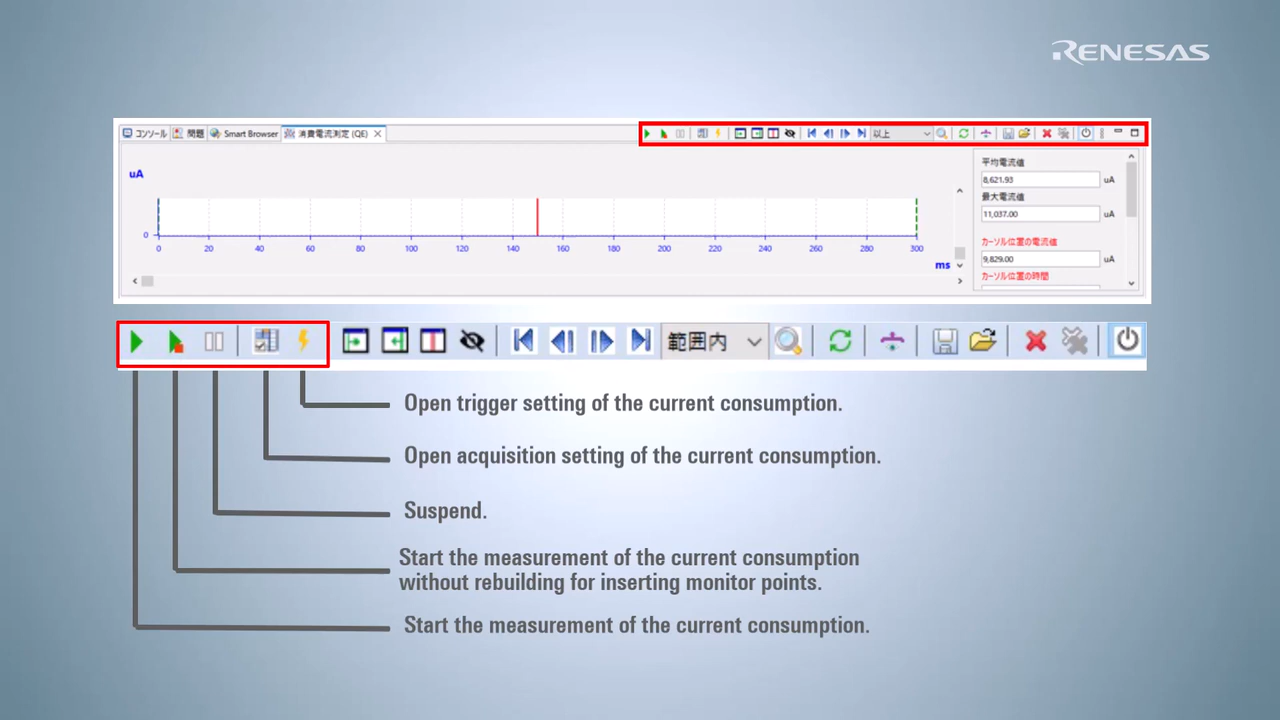 RENESAS
コンソール 問題 Smart Browser 消費電流測定 (QE)
以上
uA
0
0 20 40 60 80 100 120 140 160 180 200 220 240 260 280 300
ms
平均電流値
8,621.93 uA
最大電流値
11,037.00 uA
カーソル位置の電流値
9,829.00 uA
カーソル位置の時間
範囲内
Open trigger setting of the current consumption.
Open acquisition setting of the current consumption.
Suspend.
Start the measurement of the current consumption
without rebuilding for inserting monitor points.
Start the measurement of the current consumption.